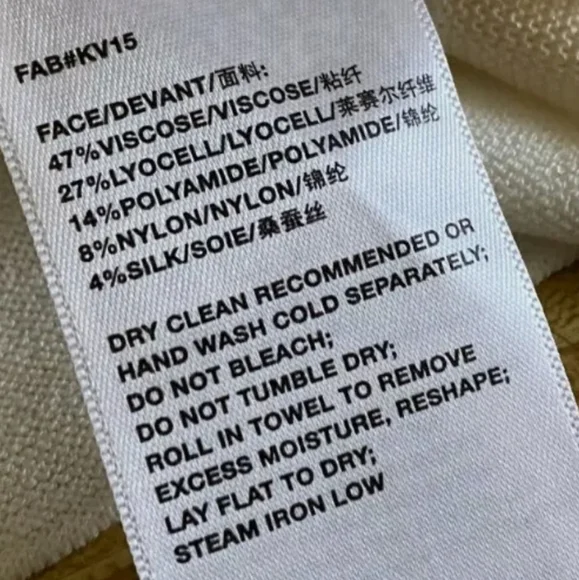 FAB#KV15
FACE/DEVANT/面料:
47%VISCOSE/VISCOSE/粘纤
27%LYOCELL/LYOCELL/莱赛尔纤维
14%POLYAMIDE/POLYAMIDE/锦纶
8%NYLON/NYLON/锦纶
4%SILK/SOIE/桑蚕丝
DRY CLEAN RECOMMENDED OR
HAND WASH COLD SEPARATELY;
DO NOT BLEACH;
DO NOT TUMBLE DRY;
ROLL IN TOWEL TO REMOVE
EXCESS MOISTURE, RESHAPE;
LAY FLAT TO DRY;
STEAM IRON LOW